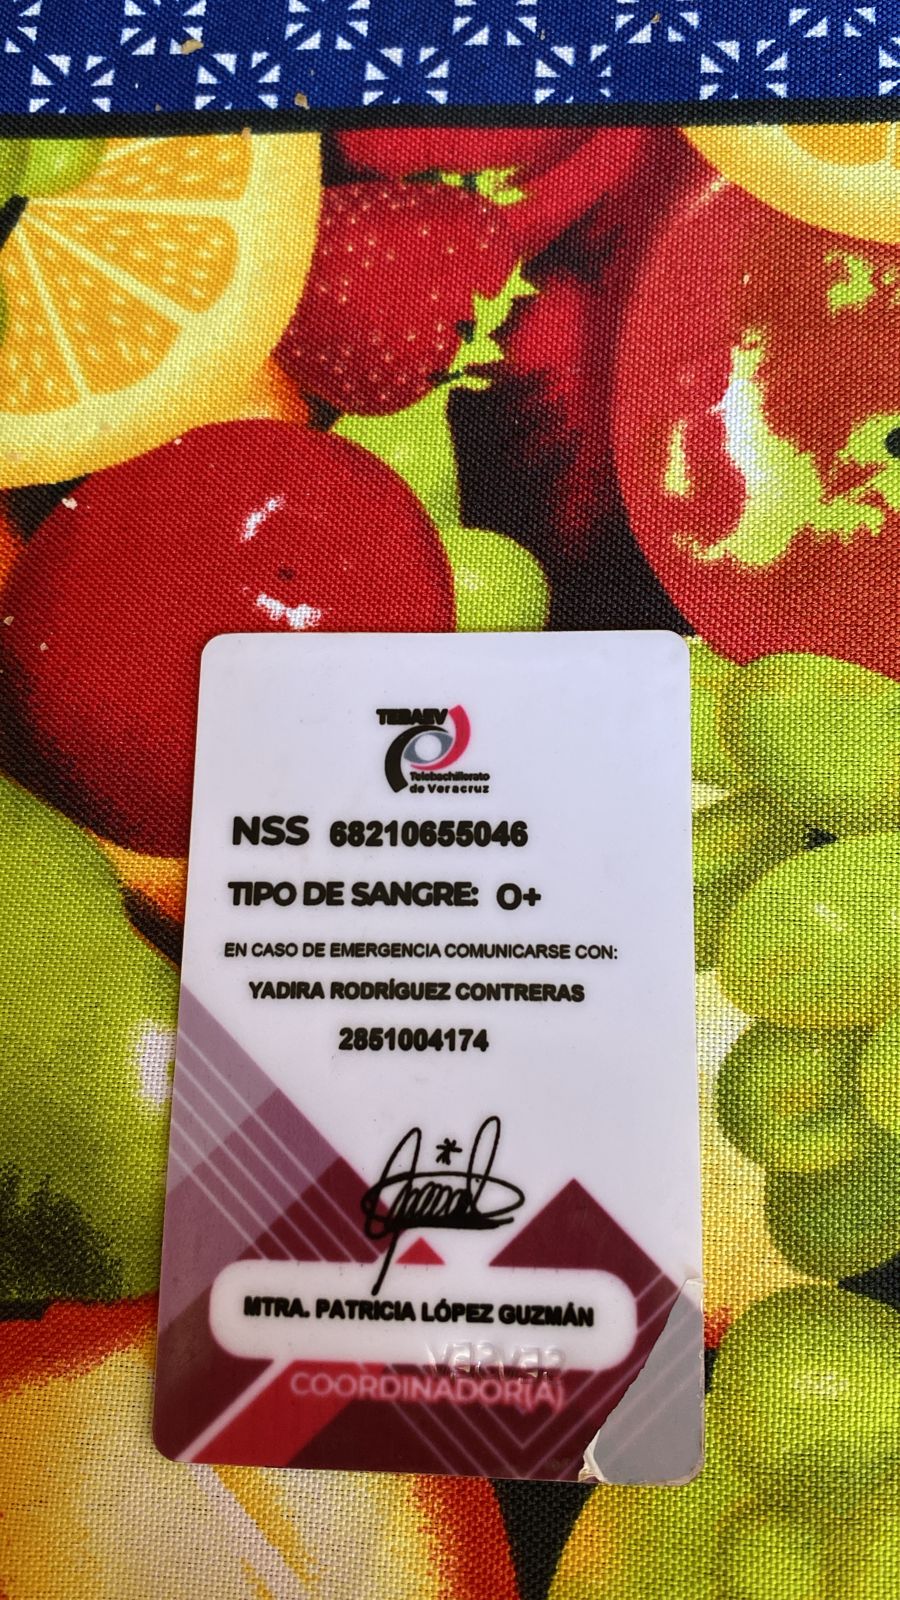 TEBAEV
Telebachillerato
de Veracruz
NSS 68210655046
TIPO DE SANGRE: O+
EN CASO DE EMERGENCIA COMUNICARSE CON:
YADIRA RODRÍGUEZ CONTRERAS
2851004174
MTRA. PATRICIA LÓPEZ GUZMÁN
COORDINADOR(A)